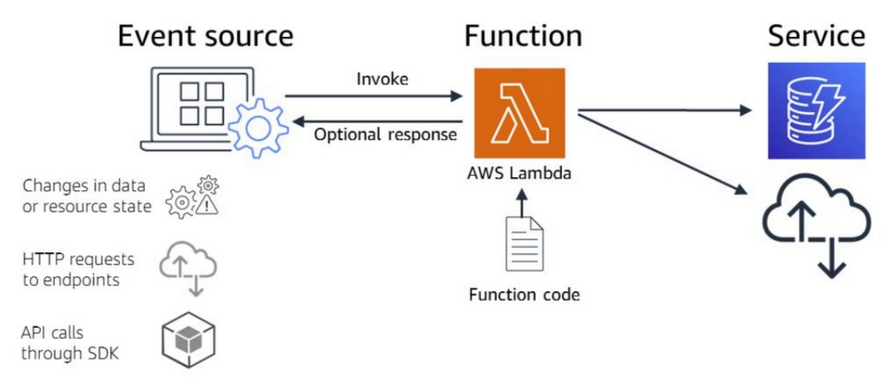 Event source
Function
Service
Invoke
Optional response
AWS Lambda
Changes in data
or resource state
HTTP requests
to endpoints
Function code
API calls
through SDK